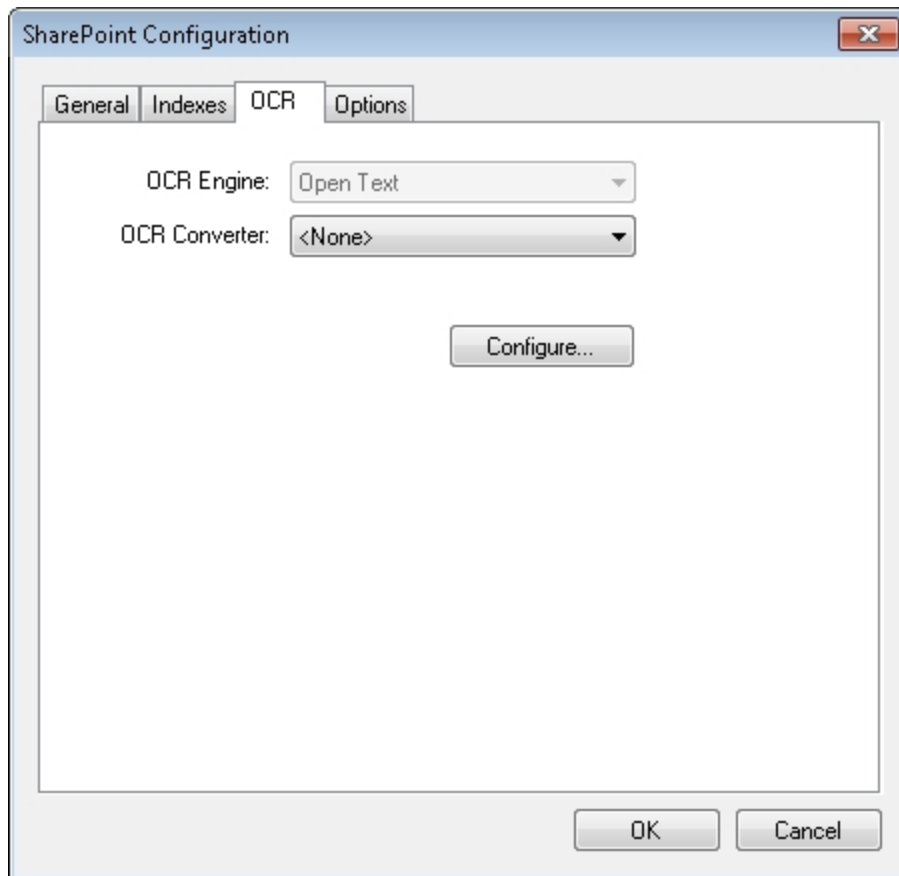 SharePoint Configuration
General Indexes OCR Options
OCR Engine: Open Text
OCR Converter: <None>
Configure...
OK Cancel